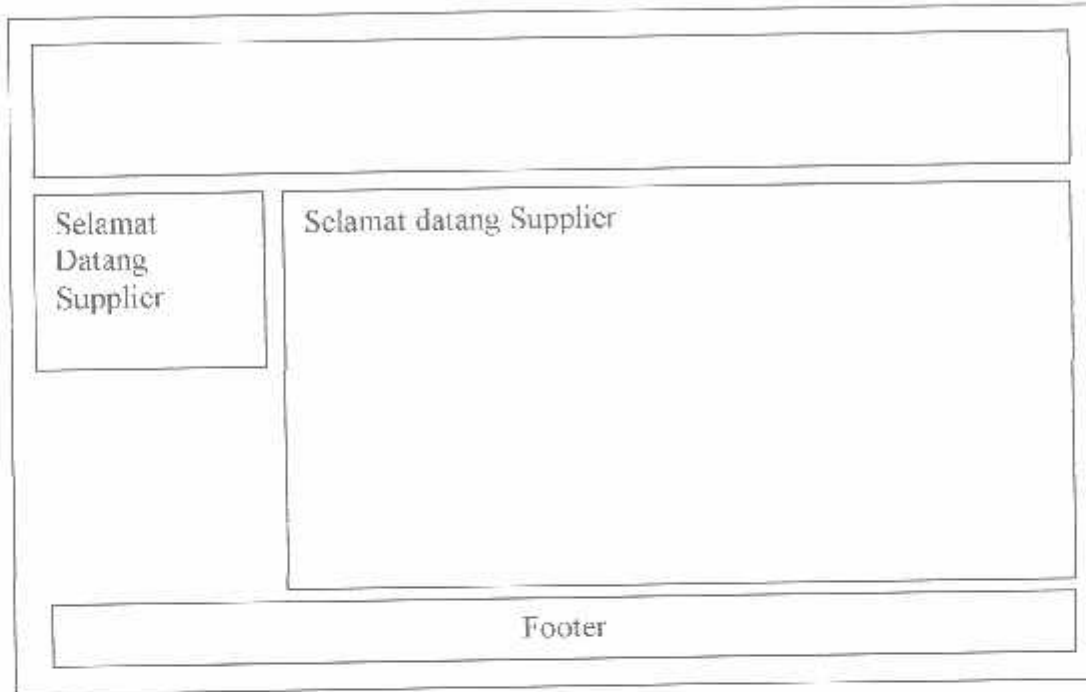 Selamat
Datang
Supplier
Selamat datang Supplier
Footer